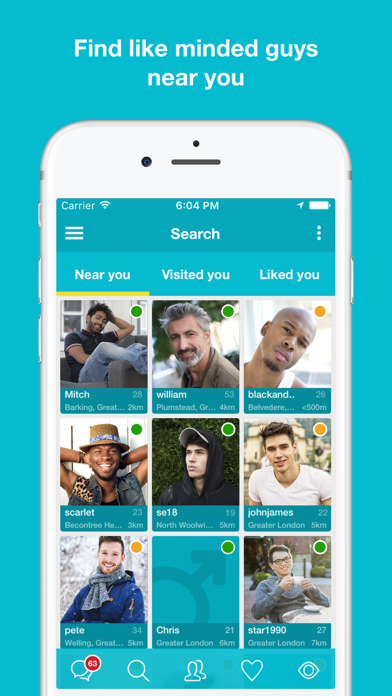 Find like minded guys
near you
Carrier 6:04 PM
Search
Near you Visited you Liked you
Mitch 28 william 53 blackand.. 26
Barking, Great... 2km Plumstead, Gr... 4km Belvedere,... <500m
scarlet 23 se18 19 johnjames 22
Becontree He... 3km North Woolwi... 5km Greater London 5km
pete 34 Chris 21 star1990 27
Welling, Great... 5km Greater London 6km Greater London 7km
63